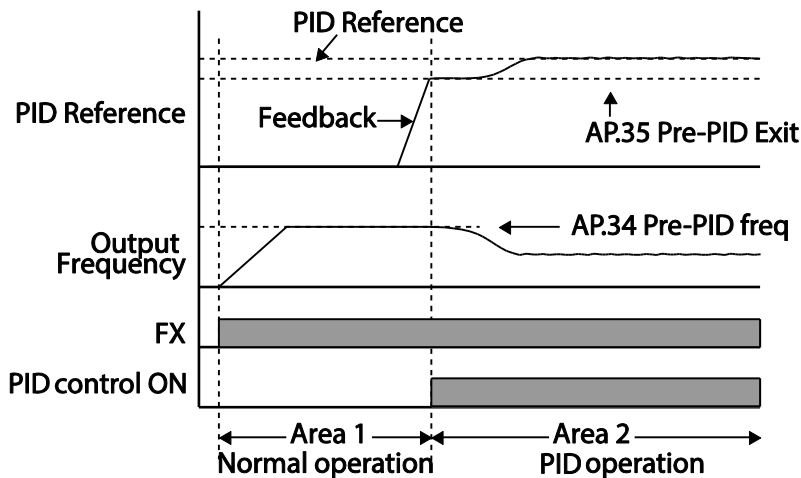 PID Reference
PID Reference
Feedback
AP.35 Pre-PID Exit
Output
Frequency
AP.34 Pre-PID freq
FX
PID control ON
Area 1
Area 2
Normal operation
PID operation